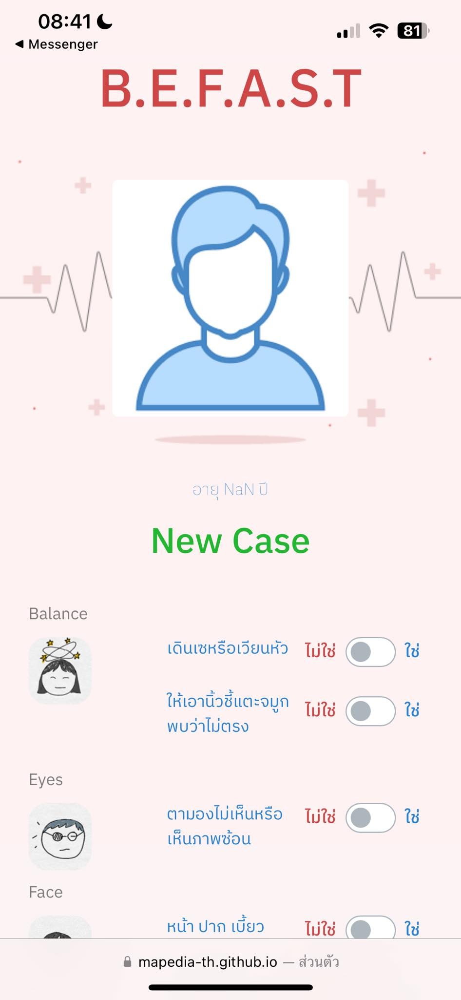 08:41
81
◀ Messenger
B.E.F.A.S.T
อายุ NaN ปี
New Case
Balance
เดินเซหรือเวียนหัว ไม่ใช่ ใช่
ให้เอานิ้วชี้แตะจมูก
พบว่าไม่ตรง ไม่ใช่ ใช่
Eyes
ตามองไม่เห็นหรือ
เห็นภาพซ้อน ไม่ใช่ ใช่
Face
หน้า ปาก เบี้ยว ไม่ใช่ ใช่
mapedia-th.github.io — ส่วนตัว